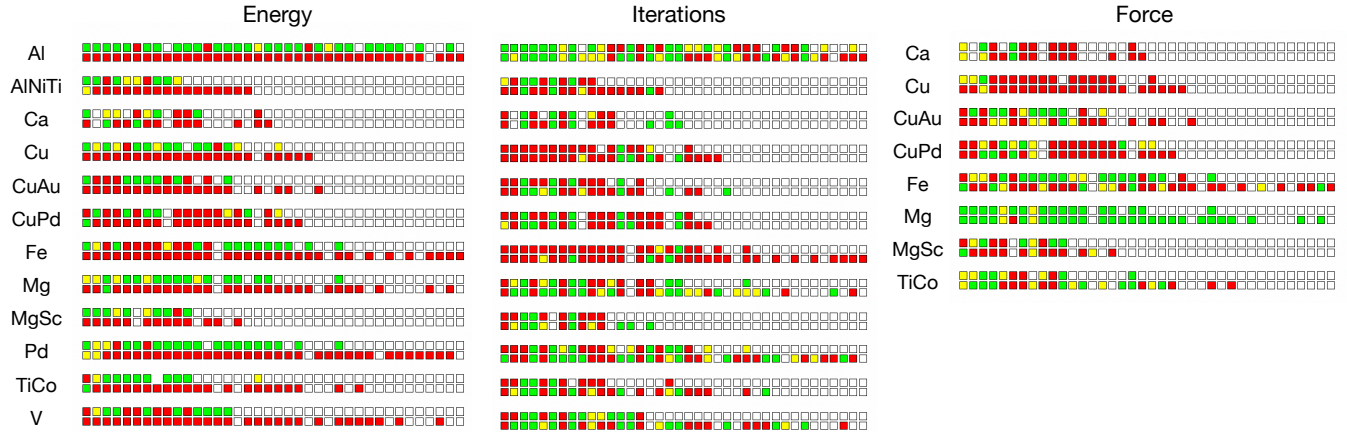 Energy
Iterations
Force
Al
AlNiTi
Ca
Cu
CuAu
CuPd
Fe
Mg
MgSc
Pd
TiCo
V
Ca
Cu
CuAu
CuPd
Fe
Mg
MgSc
TiCo